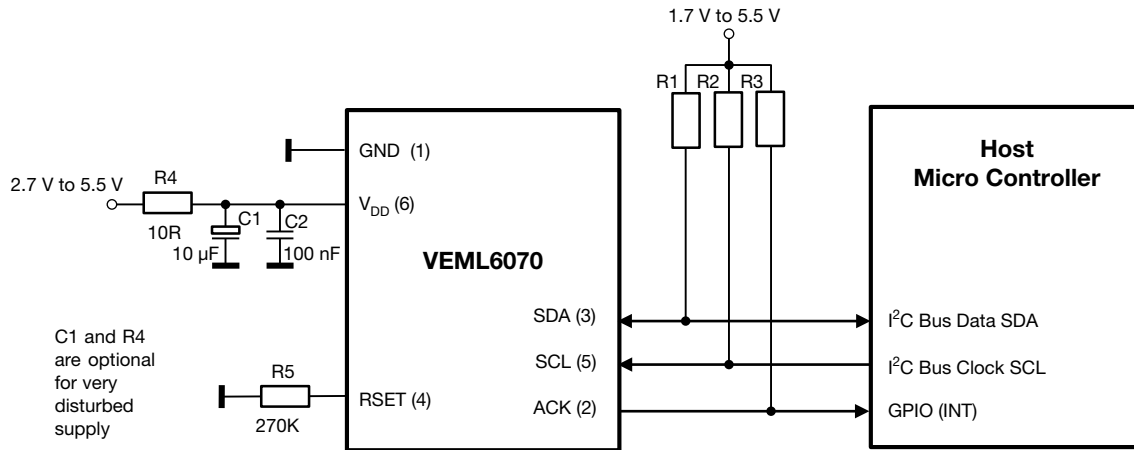 1.7 V to 5.5 V
R1 R2 R3
GND (1)
2.7 V to 5.5 V
R4
10R
C1
10 µF
C2
100 nF
V_DD (6)
VEML6070
Host
Micro Controller
SDA (3)
I²C Bus Data SDA
SCL (5)
I²C Bus Clock SCL
ACK (2)
GPIO (INT)
C1 and R4
are optional
for very
disturbed
supply
R5
270K
RSET (4)